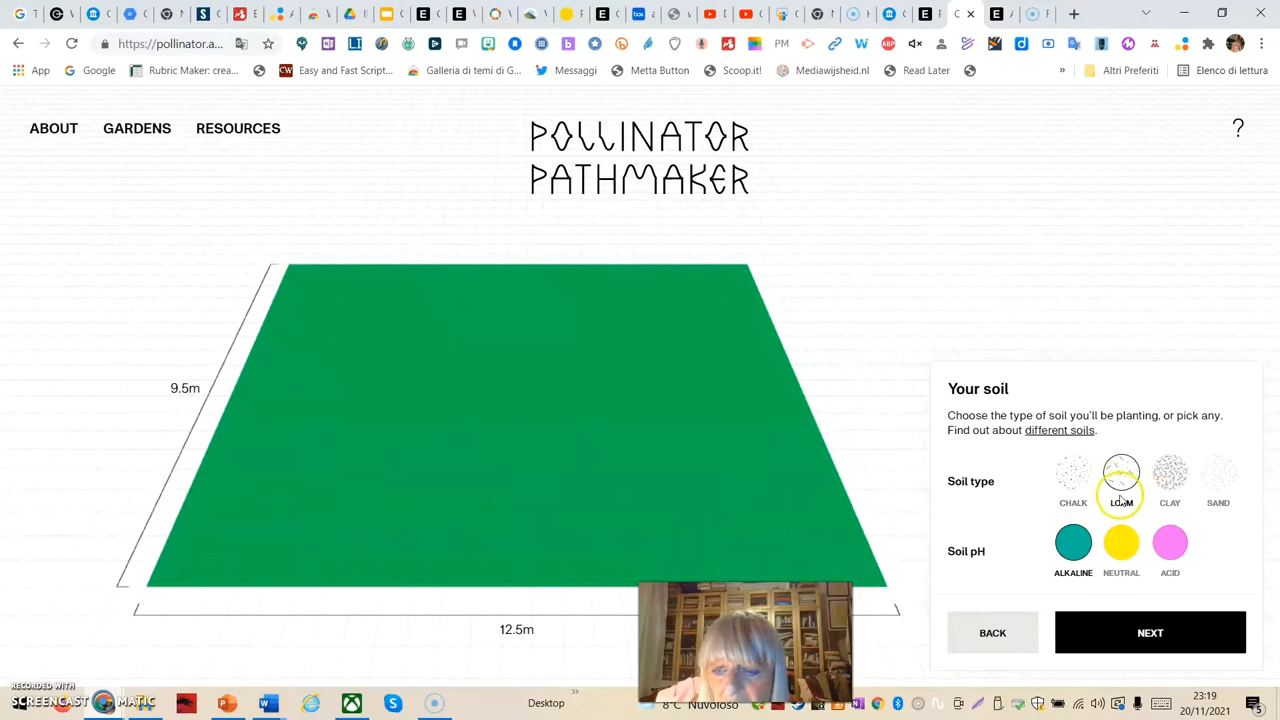 https://pollinator.a...
PM
ABP
App
Google
Rubric Maker: crea...
CW
Easy and Fast Script...
Galleria di temi di G...
Messaggi
Metta Button
Scoop.it!
Mediawijsheid.nl
Read Later
»
Altri Preferiti
Elenco di lettura
ABOUT
GARDENS
RESOURCES
POLLINATOR
PATHMAKER
?
9.5m
12.5m
Your soil
Choose the type of soil you'll be planting, or pick any.
Find out about different soils.
Soil type
CHALK
LOAM
CLAY
SAND
Soil pH
ALKALINE
NEUTRAL
ACID
BACK
NEXT
RECORDED WITH
SCREENCAST MATIC
Desktop
»
8°C Nuvoloso
23:19
20/11/2021
5